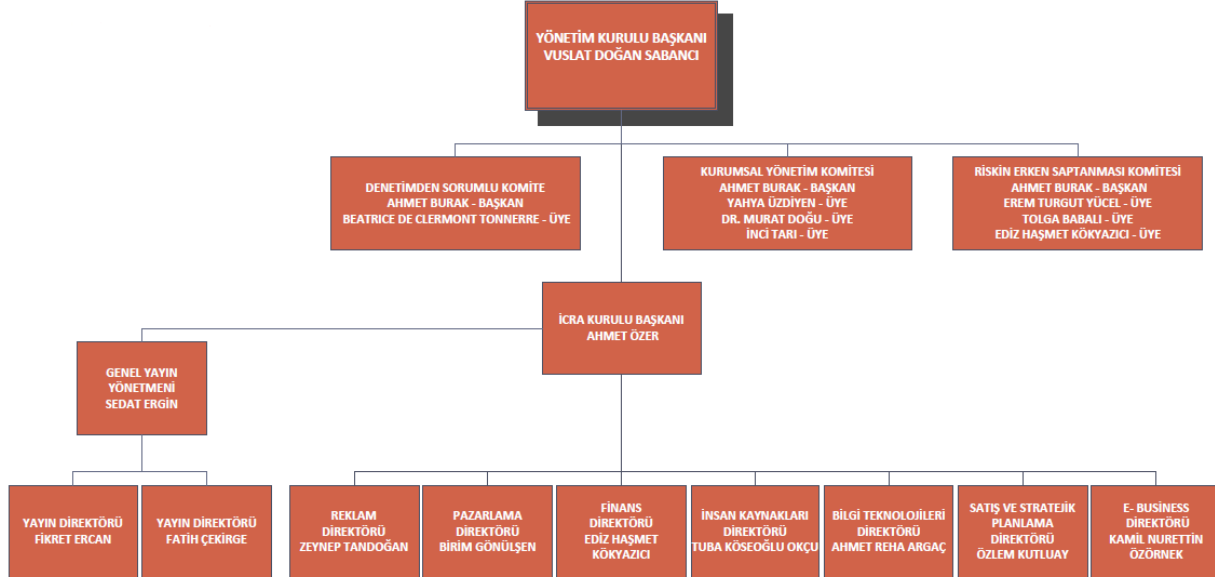 YÖNETİM KURULU BAŞKANI
VUSLAT DOĞAN SABANCI
DENETİMDEN SORUMLU KOMİTE
AHMET BURAK - BAŞKAN
BEATRICE DE CLERMONT TONNERRE - ÜYE
KURUMSAL YÖNETİM KOMİTESİ
AHMET BURAK - BAŞKAN
YAHYA ÜZDİYEN - ÜYE
DR. MURAT DOĞU - ÜYE
İNCİ TARI - ÜYE
RİSKİN ERKEN SAPTANMASI KOMİTESİ
AHMET BURAK - BAŞKAN
EREM TURGUT YÜCEL - ÜYE
TOLGA BABALI - ÜYE
EDİZ HAŞMET KÖKYAZICI - ÜYE
İCRA KURULU BAŞKANI
AHMET ÖZER
GENEL YAYIN
YÖNETMENİ
SEDAT ERGİN
YAYIN DİREKTÖRÜ
FİKRET ERCAN
YAYIN DİREKTÖRÜ
FATİH ÇEKİRGE
REKLAM
DİREKTÖRÜ
ZEYNEP TANDOĞAN
PAZARLAMA
DİREKTÖRÜ
BİRİM GÖNÜLŞEN
FİNANS
DİREKTÖRÜ
EDİZ HAŞMET
KÖKYAZICI
İNSAN KAYNAKLARI
DİREKTÖRÜ
TUBA KÖSEOĞLU OKÇU
BİLGİ TEKNOLOJİLERİ
DİREKTÖRÜ
AHMET REHA ARGAÇ
SATIŞ VE STRATEJİK
PLANLAMA
DİREKTÖRÜ
ÖZLEM KUTLUAY
E- BUSİNESS
DİREKTÖRÜ
KAMİL NURETTİN
ÖZÖRNEK